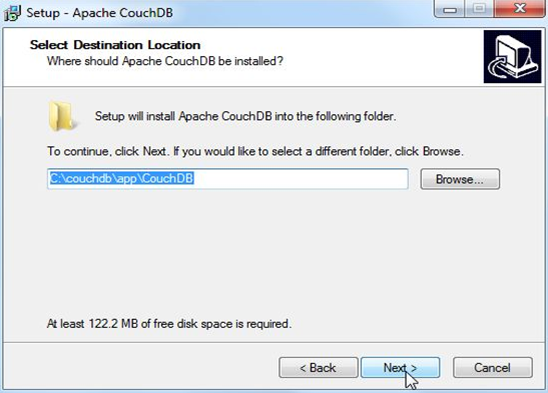 Setup - Apache CouchDB
Select Destination Location
Where should Apache CouchDB be installed?
Setup will install Apache CouchDB into the following folder.
To continue, click Next. If you would like to select a different folder, click Browse.
C:\couchdb\app\CouchDB
Browse...
At least 122.2 MB of free disk space is required.
< Back
Next >
Cancel